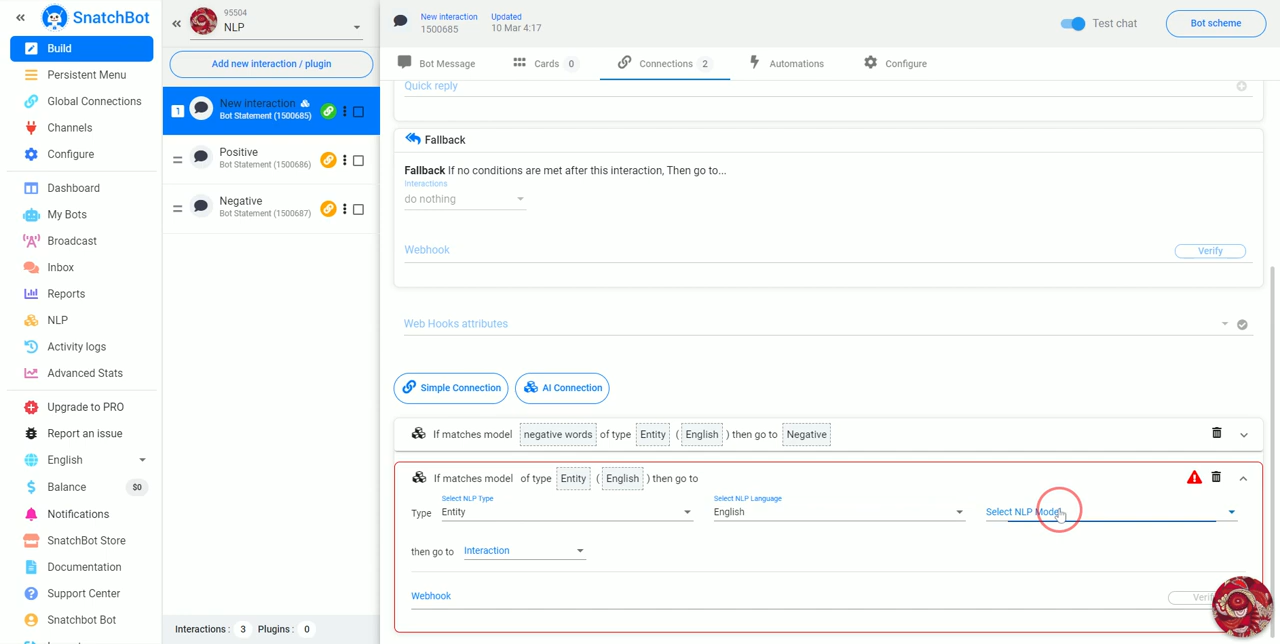 SnatchBot
Build
Persistent Menu
Global Connections
Channels
Configure
Dashboard
My Bots
Broadcast
Inbox
Reports
NLP
Activity logs
Advanced Stats
Upgrade to PRO
Report an issue
English
Balance $0
Notifications
SnatchBot Store
Documentation
Support Center
Snatchbot Bot
95504
NLP
Add new interaction / plugin
1 New interaction
Bot Statement (1500685)
Positive
Bot Statement (1500686)
Negative
Bot Statement (1500687)
Interactions : 3 Plugins : 0
New interaction
1500685
Updated
10 Mar 4:17
Test chat
Bot scheme
Bot Message
Cards 0
Connections 2
Automations
Configure
Quick reply
Fallback
Fallback If no conditions are met after this interaction, Then go to...
Interactions
do nothing
Webhook
Verify
Web Hooks attributes
Simple Connection
AI Connection
If matches model negative words of type Entity ( English ) then go to Negative
If matches model of type Entity ( English ) then go to
Select NLP Type
Type Entity
Select NLP Language
English
Select NLP Model
then go to Interaction
Webhook